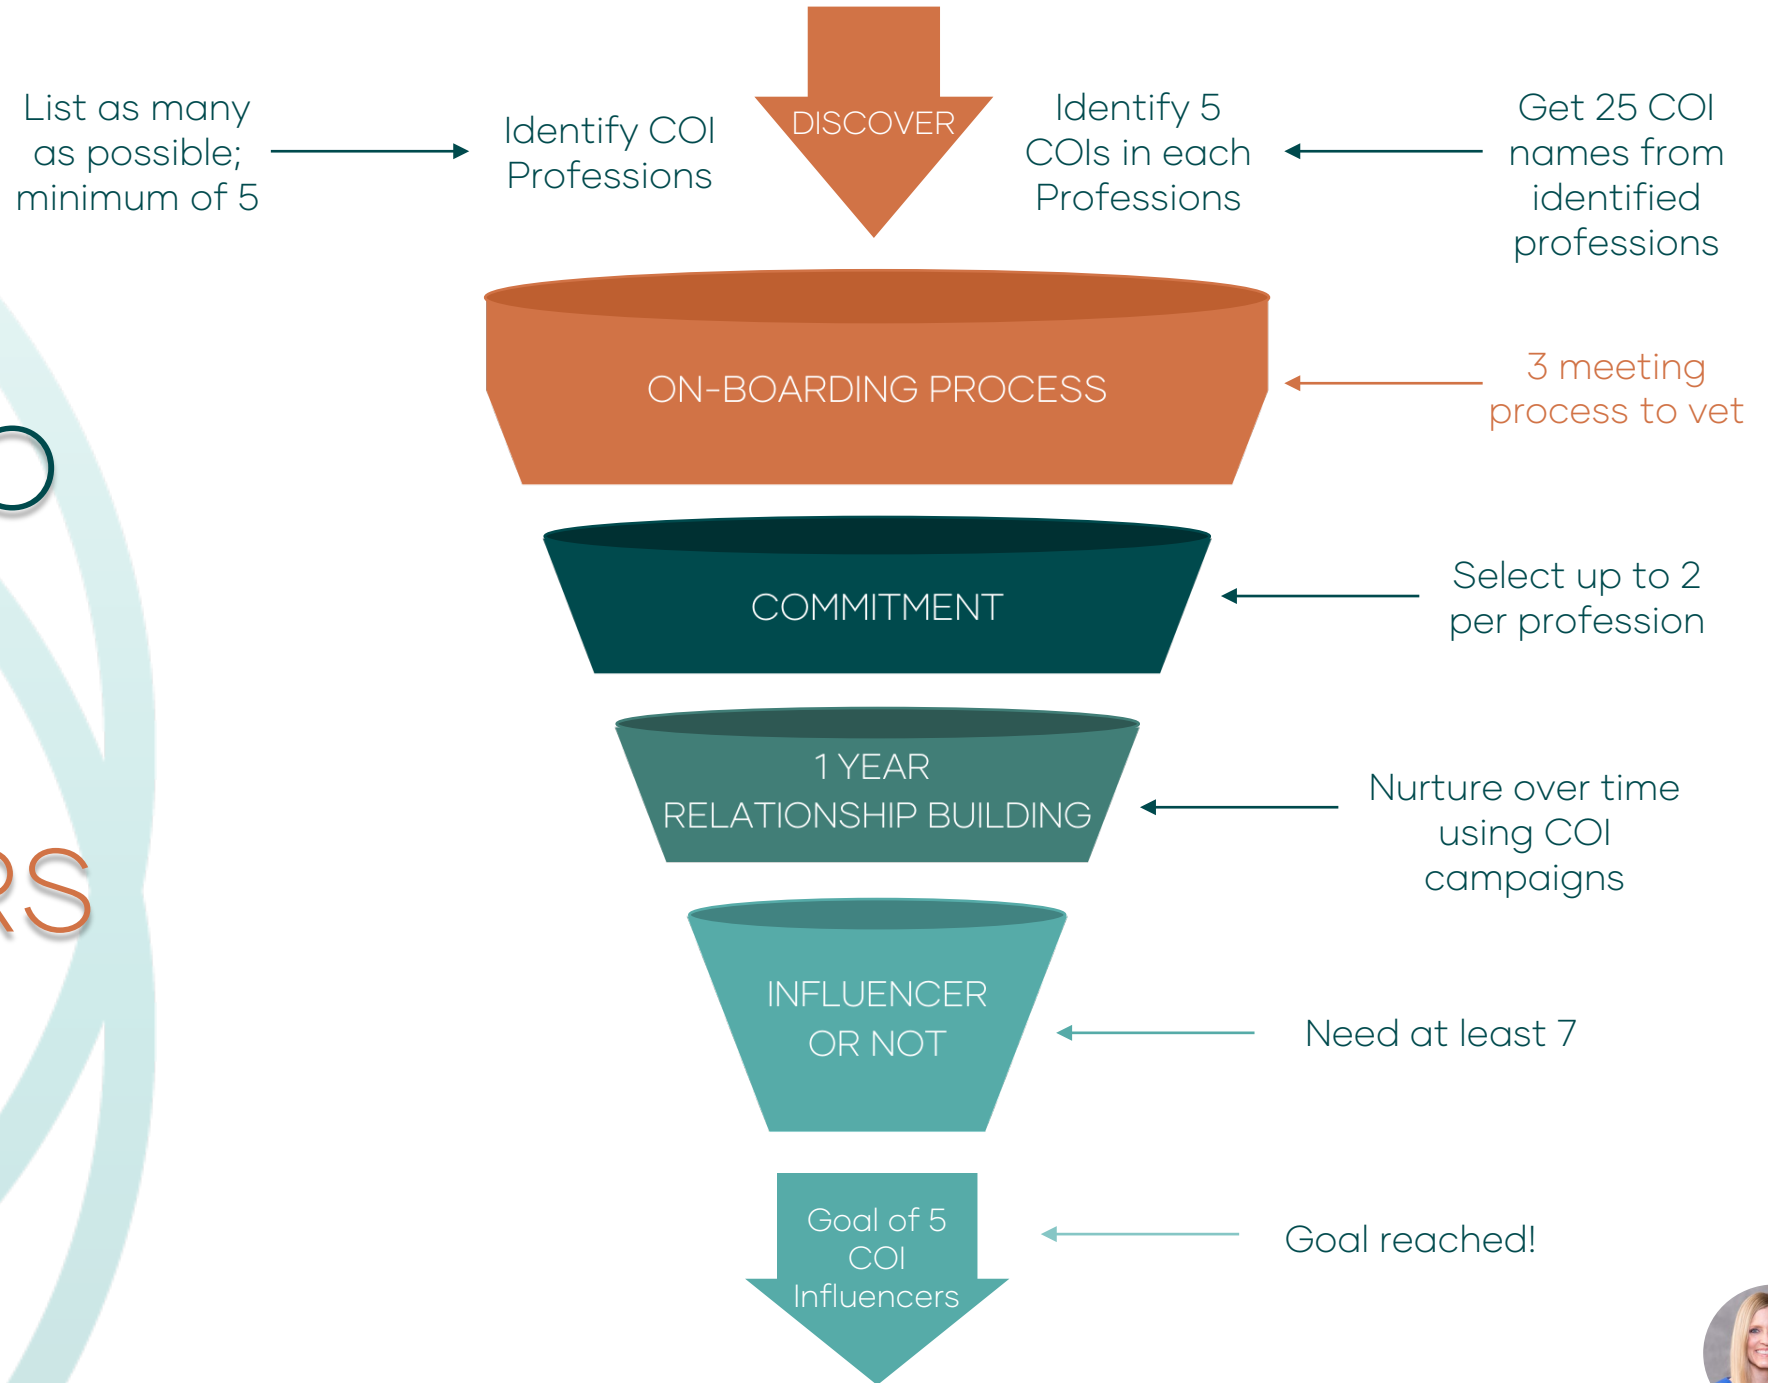 List as many
as possible;
minimum of 5
Identify COI
Professions
DISCOVER
Identify 5
COIs in each
Professions
Get 25 COI
names from
identified
professions
ON-BOARDING PROCESS
3 meeting
process to vet
O
COMMITMENT
Select up to 2
per profession
1 YEAR
RELATIONSHIP BUILDING
Nurture over time
using COI
campaigns
RS
INFLUENCER
OR NOT
Need at least 7
Goal of 5
COI
Influencers
Goal reached!